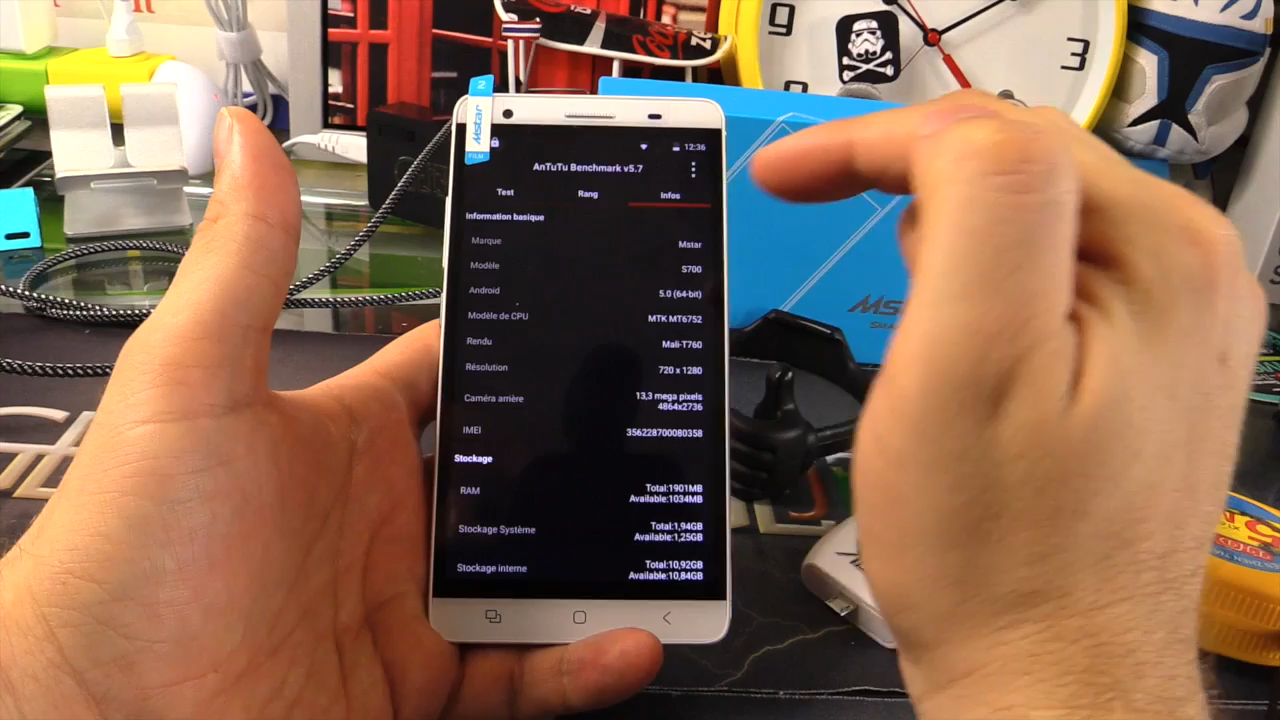 9
3
2
Mstar
FILM
12:36
AnTuTu Benchmark v5.7
Test Rang Infos
Information basique
Marque Mstar
Modèle S700
Android 5.0 (64-bit)
Modèle de CPU MTK MT6752
Rendu Mali-T760
Résolution 720 x 1280
Caméra arrière 13,3 mega pixels
4864x2736
IMEI 356228700080358
Stockage
RAM Total:1901MB
Available:1034MB
Stockage Système Total:1,94GB
Available:1,25GB
Stockage interne Total:10,92GB
Available:10,84GB